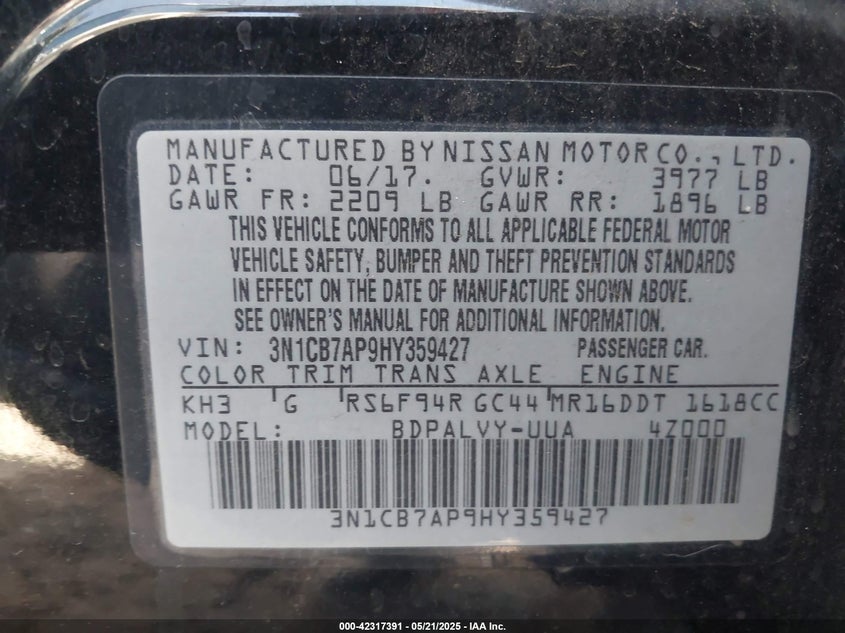 MANUFACTURED BY NISSAN MOTOR CO., LTD.
DATE: 06/17. GVWR: 3977 LB
GAWR FR: 2209 LB GAWR RR: 1896 LB
THIS VEHICLE CONFORMS TO ALL APPLICABLE FEDERAL MOTOR
VEHICLE SAFETY, BUMPER AND THEFT PREVENTION STANDARDS
IN EFFECT ON THE DATE OF MANUFACTURE SHOWN ABOVE.
SEE OWNER'S MANUAL FOR ADDITIONAL INFORMATION.
VIN: 3N1CB7AP9HY359427 PASSENGER CAR.
COLOR TRIM TRANS AXLE ENGINE
KH3 'G 'RS6F94R GC44 'MR16DDT 1618CC
MODEL: BDPALVY-UUA 4Z000
3N1CB7AP9HY359427
000-42317391 - 05/21/2025 - IAA Inc.